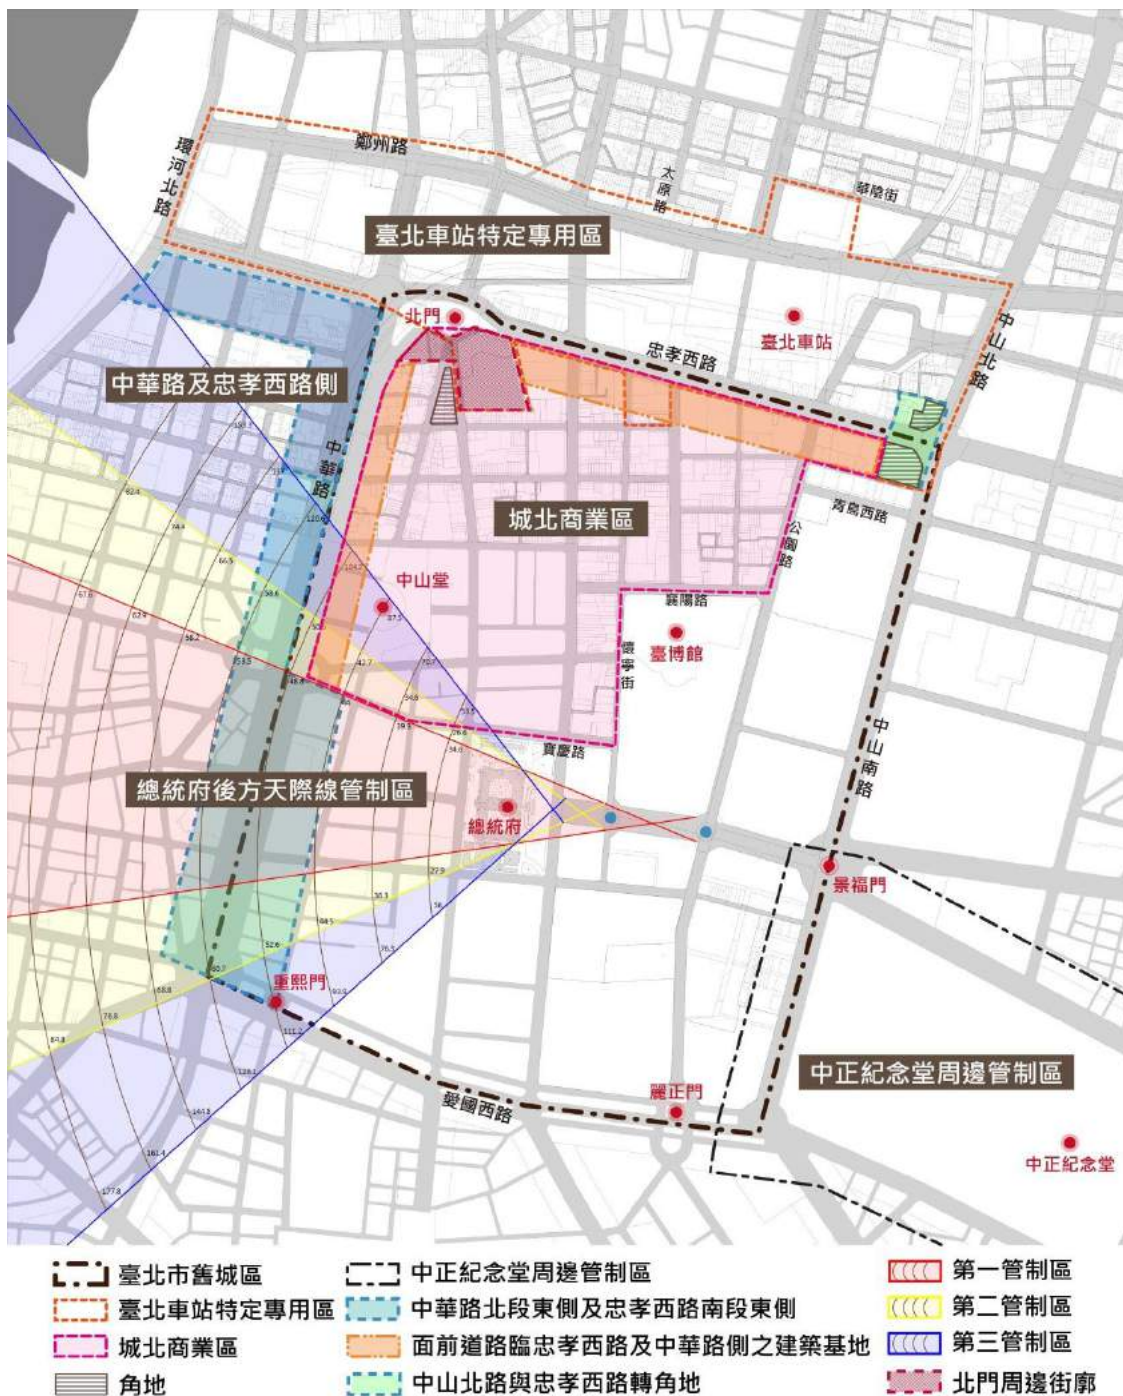 鄭州路
環河北路
太原路
華陰街
臺北車站特定專用區
北門
臺北車站
中山北路
忠孝西路
中華路及忠孝西路側
中華路
城北商業區
青島西路
公園路
中山堂
襄陽路
臺博館
懷寧街
寶慶路
中山南路
總統府後方天際線管制區
總統府
景福門
重熙門
中正紀念堂周邊管制區
愛國西路
麗正門
中正紀念堂
臺北市舊城區
中正紀念堂周邊管制區
第一管制區
臺北車站特定專用區
中華路北段東側及忠孝西路南段東側
第二管制區
城北商業區
面前道路臨忠孝西路及中華路側之建築基地
第三管制區
角地
中山北路與忠孝西路轉角地
北門周邊街廓